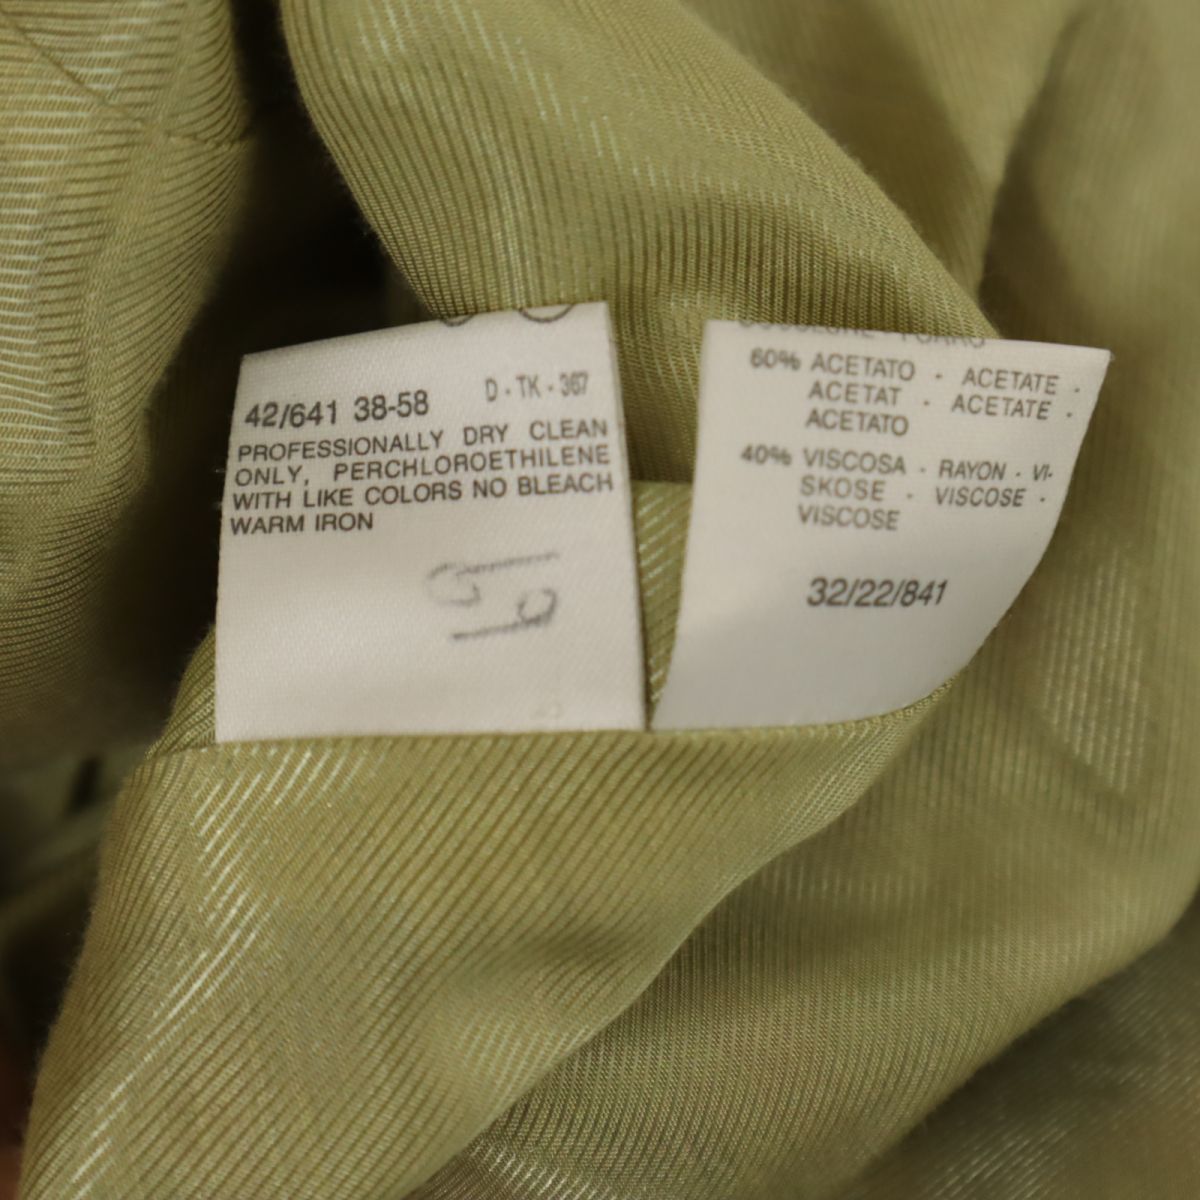 42/641 38-58 D - TK - 367
PROFESSIONALLY DRY CLEAN
ONLY, PERCHLOROETHILENE
WITH LIKE COLORS NO BLEACH
WARM IRON
60% ACETATO - ACETATE -
ACETAT - ACETATE -
ACETATO
40% VISCOSA - RAYON - VI-
SKOSE - VISCOSE -
VISCOSE
32/22/841